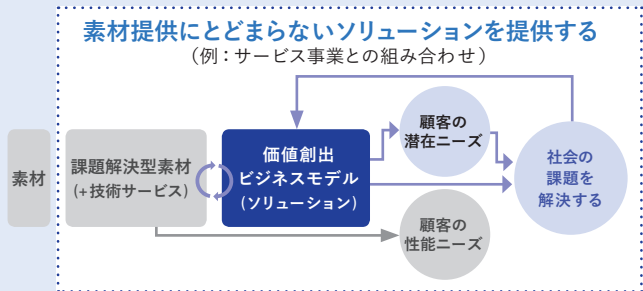 素材提供にとどまらないソリューションを提供する
（例：サービス事業との組み合わせ）
素材
課題解決型素材
(＋技術サービス)
価値創出
ビジネスモデル
(ソリューション)
顧客の
潜在ニーズ
顧客の
性能ニーズ
社会の
課題を
解決する